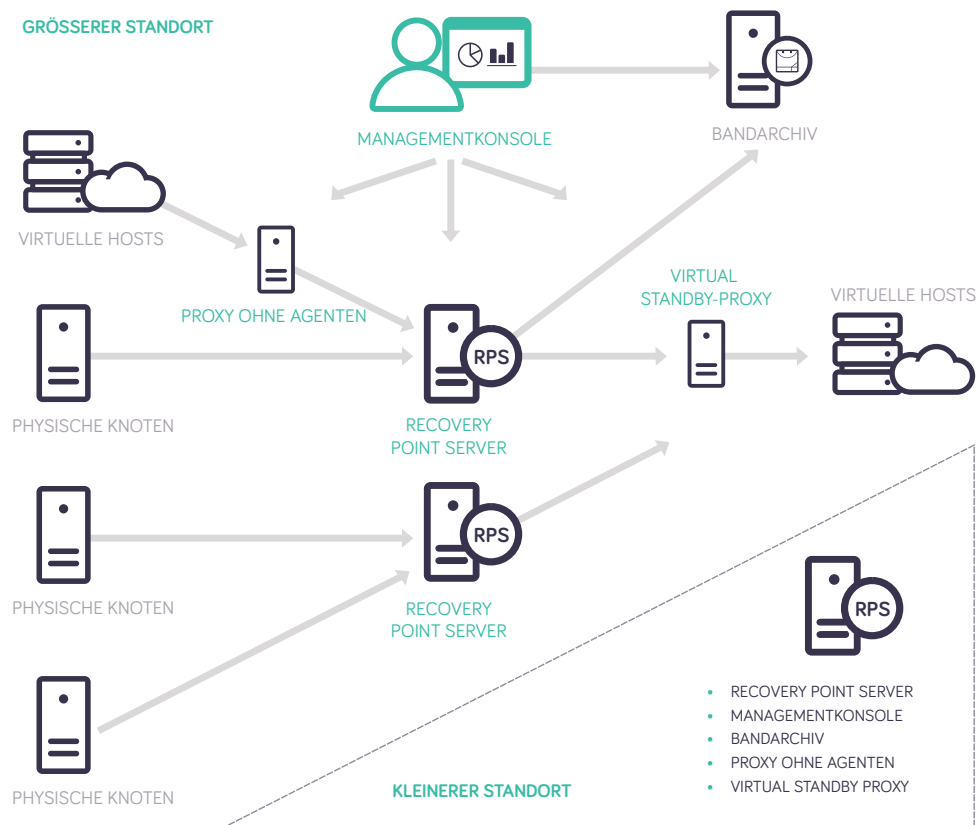 GRÖSSERER STANDORT
MANAGEMENTKONSOLE
BANDARCHIV
VIRTUELLE HOSTS
PROXY OHNE AGENTEN
VIRTUAL
STANDBY-PROXY
VIRTUELLE HOSTS
RPS
PHYSISCHE KNOTEN
RECOVERY
POINT SERVER
RPS
PHYSISCHE KNOTEN
RECOVERY
POINT SERVER
PHYSISCHE KNOTEN
KLEINERER STANDORT
RPS
• RECOVERY POINT SERVER
• MANAGEMENTKONSOLE
• BANDARCHIV
• PROXY OHNE AGENTEN
• VIRTUAL STANDBY PROXY